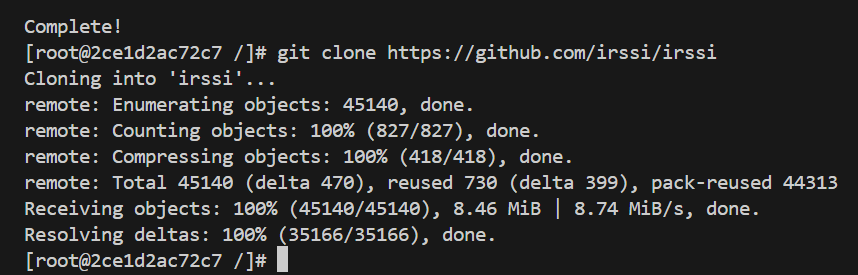 Complete!
[root@2ce1d2ac72c7 /]# git clone https://github.com/irssi/irssi
Cloning into 'irssi'...
remote: Enumerating objects: 45140, done.
remote: Counting objects: 100% (827/827), done.
remote: Compressing objects: 100% (418/418), done.
remote: Total 45140 (delta 470), reused 730 (delta 399), pack-reused 44313
Receiving objects: 100% (45140/45140), 8.46 MiB | 8.74 MiB/s, done.
Resolving deltas: 100% (35166/35166), done.
[root@2ce1d2ac72c7 /]#